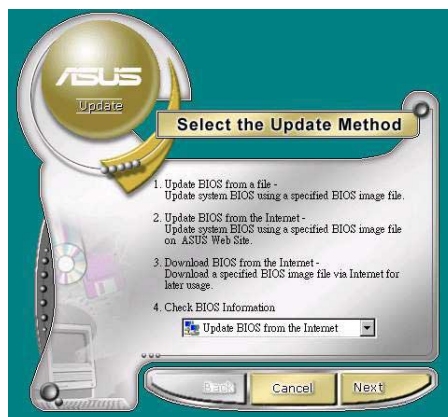 ASUS
Update
Select the Update Method
1. Update BIOS from a file -
Update system BIOS using a specified BIOS image file.
2. Update BIOS from the Internet -
Update system BIOS using a specified BIOS image file
on ASUS Web Site.
3. Download BIOS from the Internet -
Download a specified BIOS image file via Internet for
later usage.
4. Check BIOS Information
Update BIOS from the Internet
Back
Cancel
Next